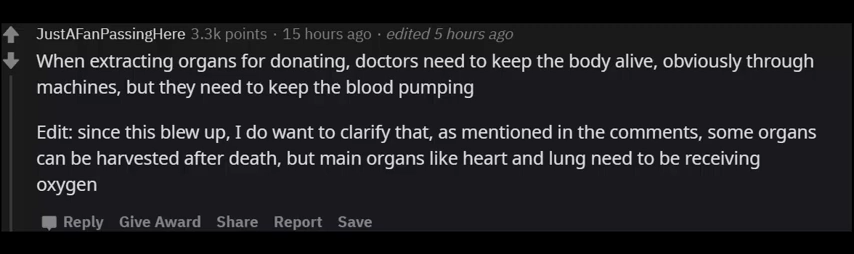 JustAFanPassingHere 3.3k points · 15 hours ago · edited 5 hours ago
When extracting organs for donating, doctors need to keep the body alive, obviously through
machines, but they need to keep the blood pumping
Edit: since this blew up, I do want to clarify that, as mentioned in the comments, some organs
can be harvested after death, but main organs like heart and lung need to be receiving
oxygen
Reply Give Award Share Report Save